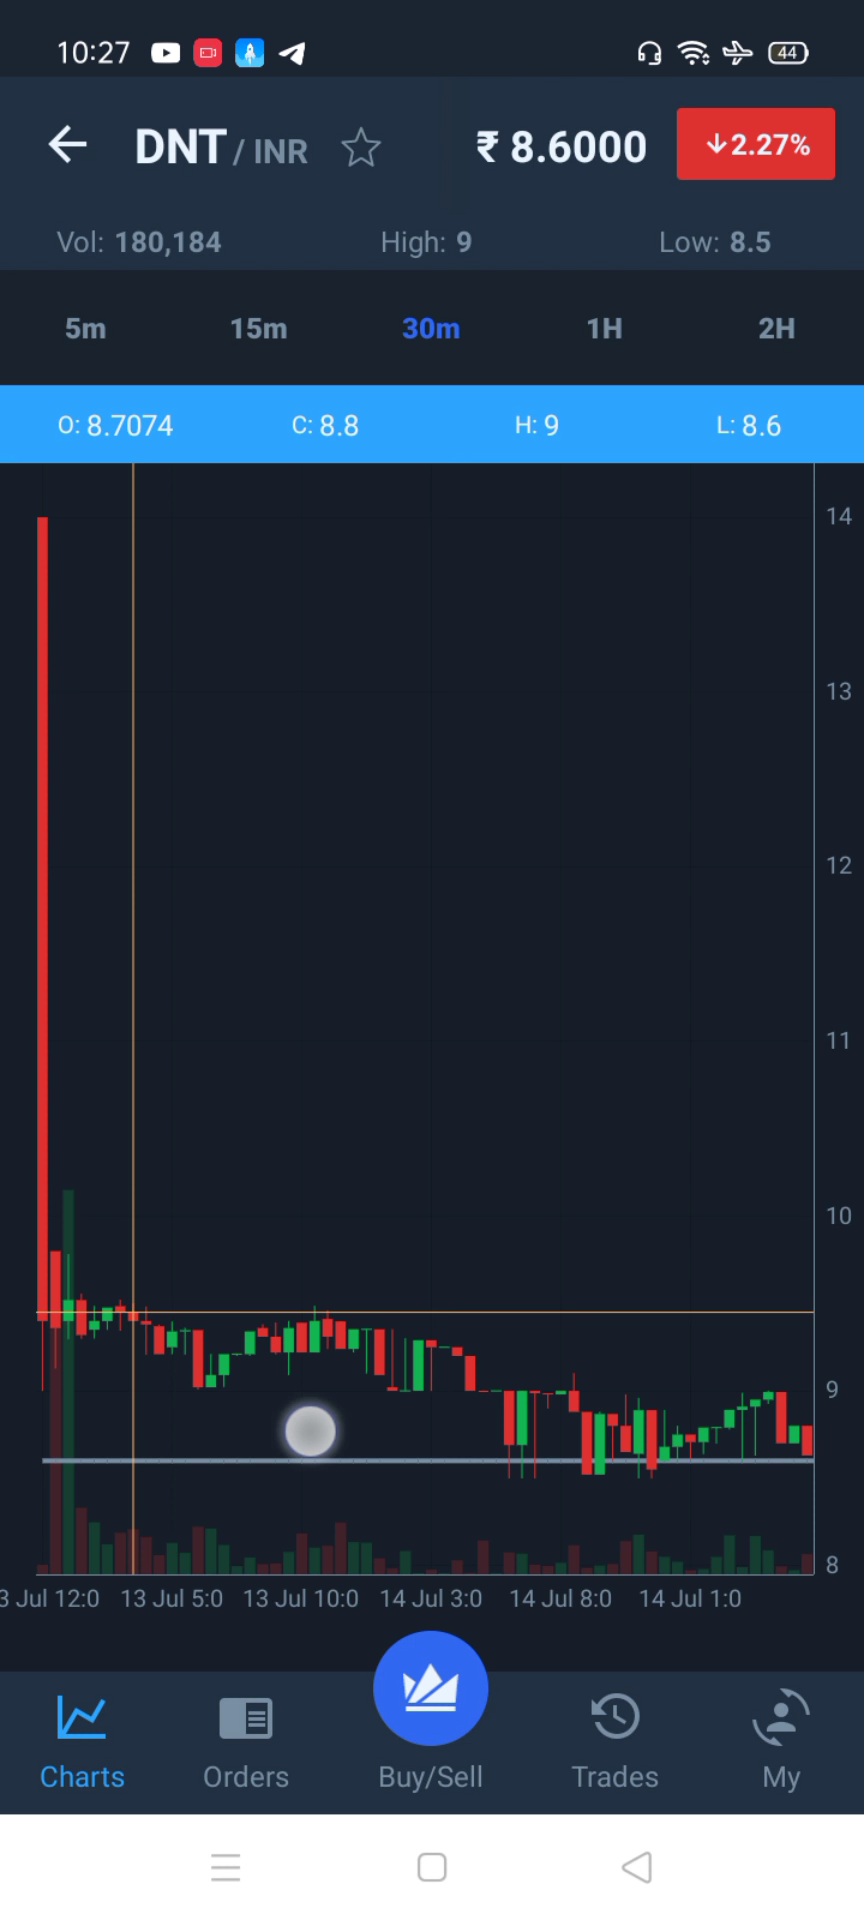 10:27 44
DNT / INR ₹ 8.6000 ↓2.27%
Vol: 180,184 High: 9 Low: 8.5
5m 15m 30m 1H 2H
O: 8.7074 C: 8.8 H: 9 L: 8.6
14
13
12
11
10
9
8
3 Jul 12:0 13 Jul 5:0 13 Jul 10:0 14 Jul 3:0 14 Jul 8:0 14 Jul 1:0
Charts Orders Buy/Sell Trades My